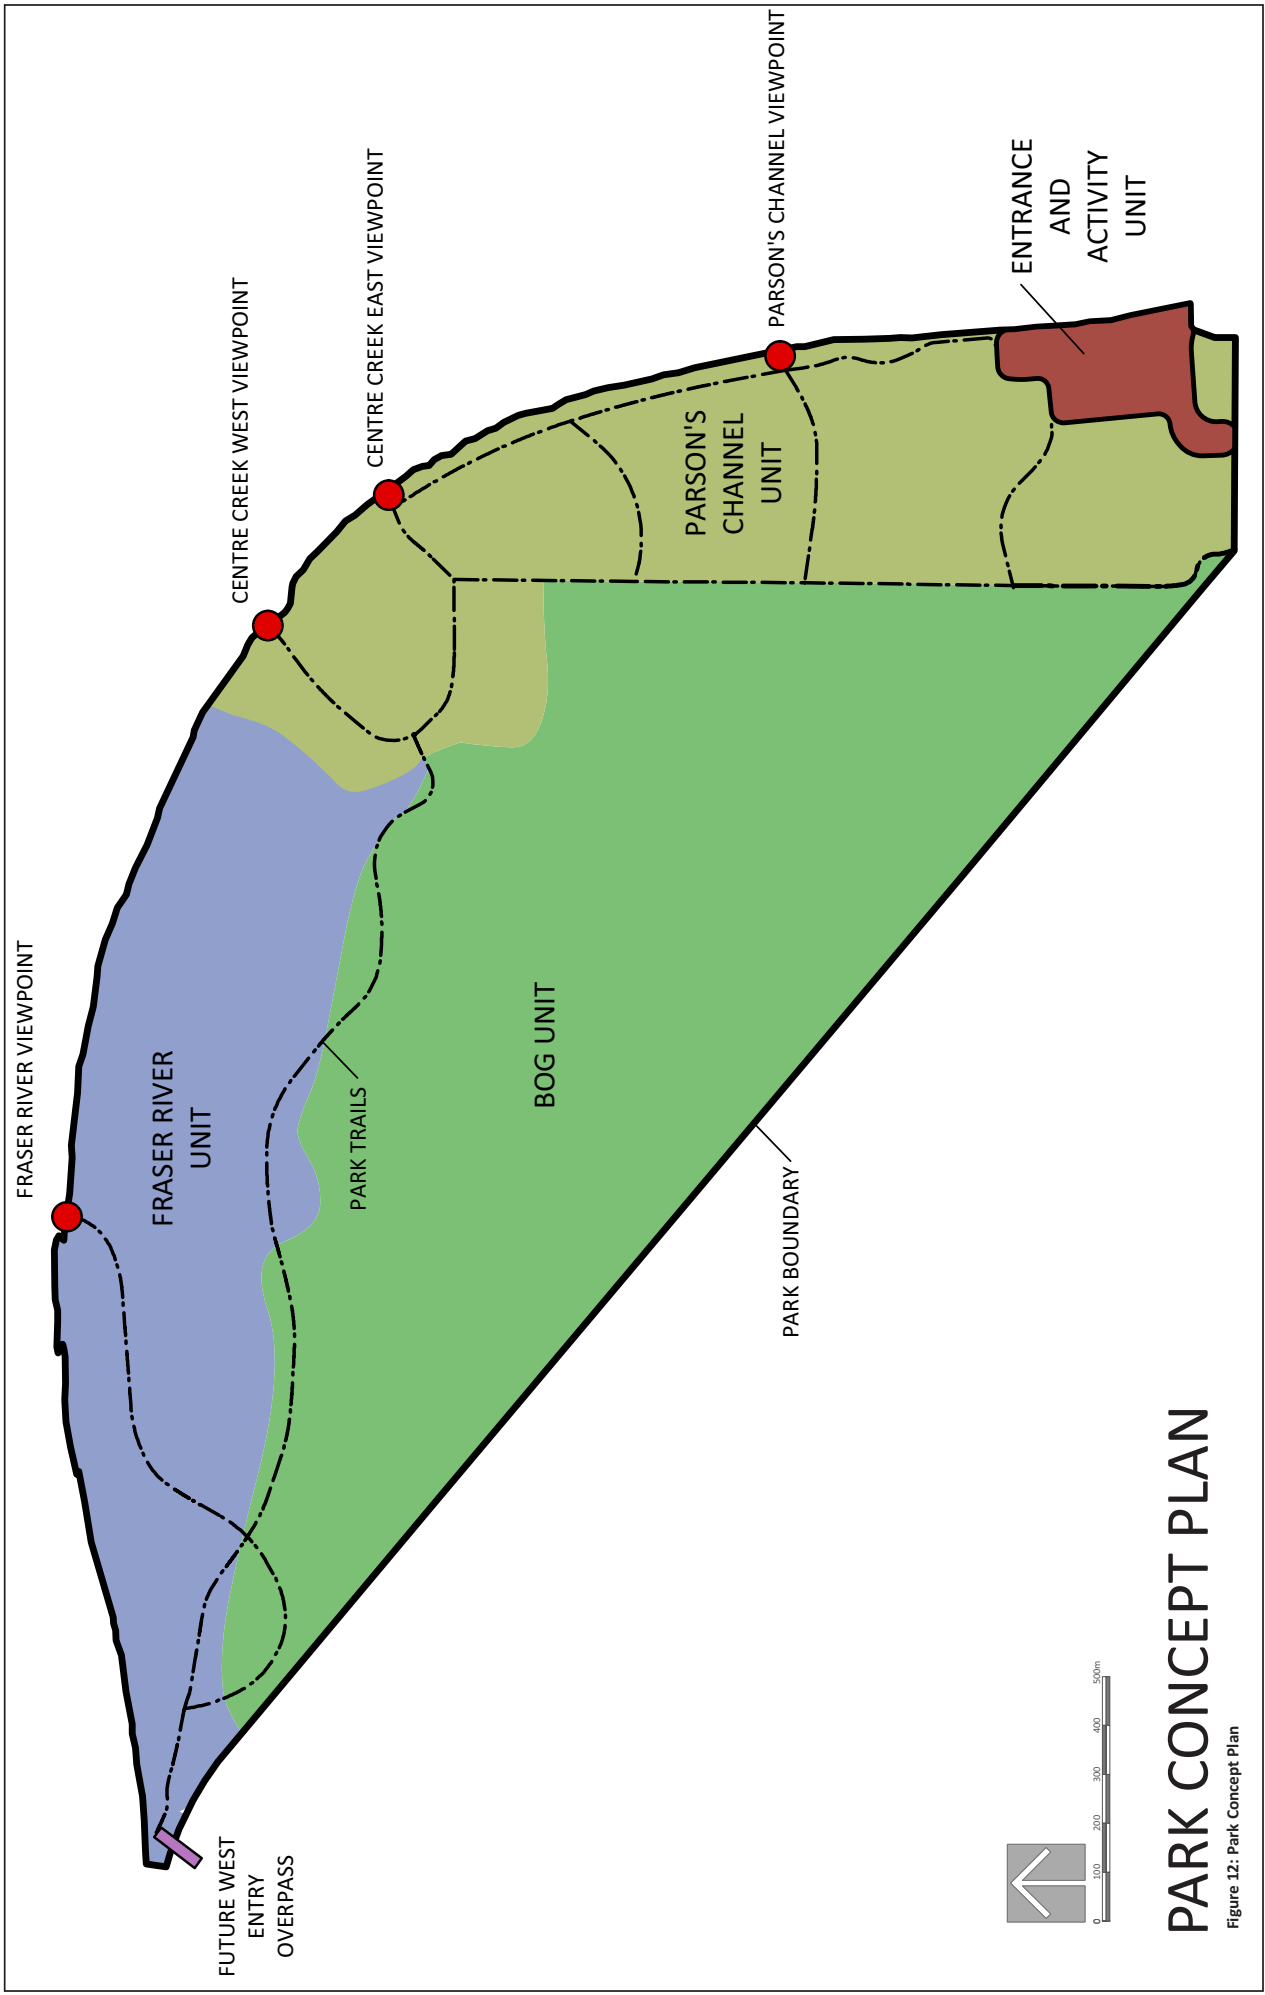 FRASER RIVER VIEWPOINT
CENTRE CREEK WEST VIEWPOINT
CENTRE CREEK EAST VIEWPOINT
PARSON'S CHANNEL VIEWPOINT
FRASER RIVER
UNIT
FUTURE WEST
ENTRY
OVERPASS
PARK TRAILS
BOG UNIT
PARSON'S
CHANNEL
UNIT
PARK BOUNDARY
ENTRANCE
AND
ACTIVITY
UNIT
0 100 200 300 400 500m
PARK CONCEPT PLAN
Figure 12: Park Concept Plan